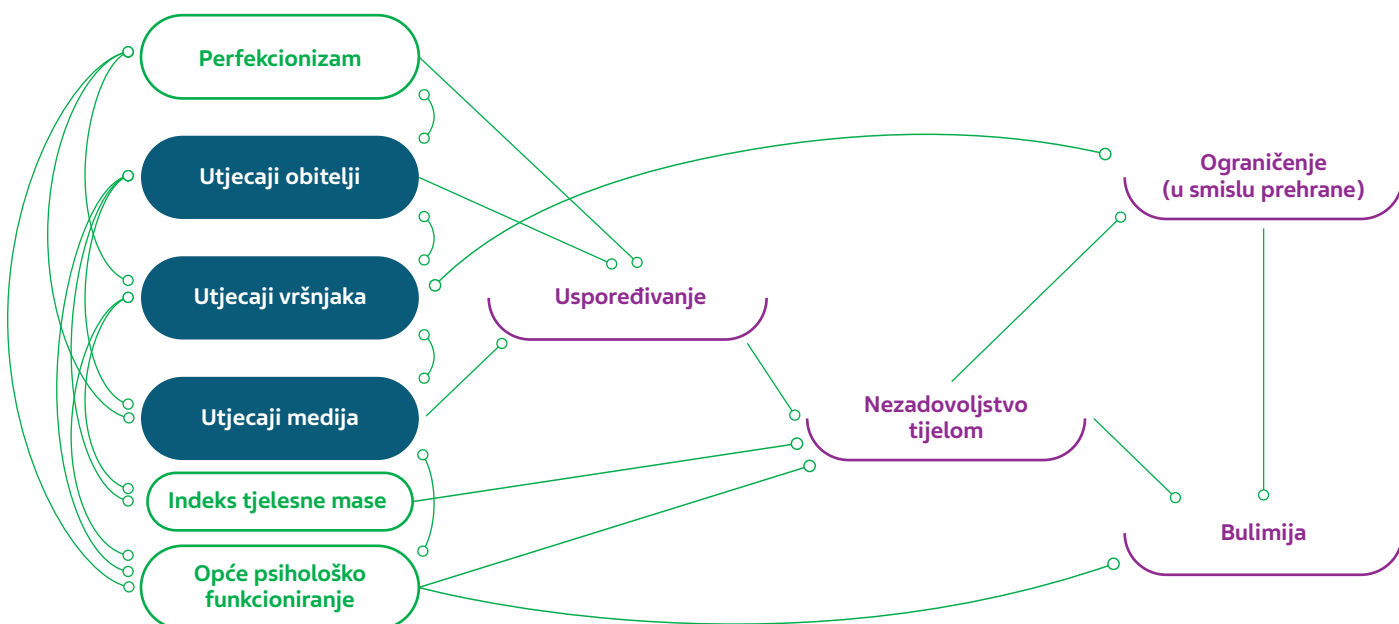 Perfekcionizam
Utjecaji obitelji
Utjecaji vršnjaka
Utjecaji medija
Indeks tjelesne mase
Opće psihološko
funkcioniranje
Uspoređivanje
Nezadovoljstvo
tijelom
Ograničenje
(u smislu prehrane)
Bulimija